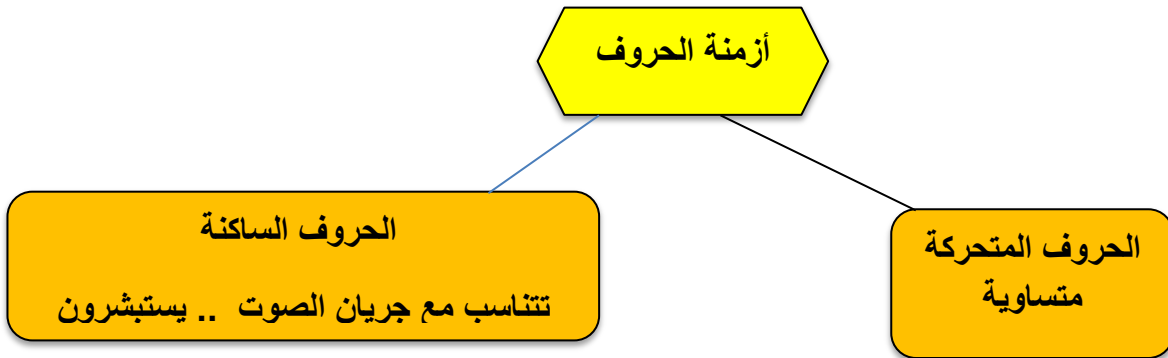 أزمنة الحروف
الحروف المتحركة
متساوية
الحروف الساكنة
تتناسب مع جريان الصوت .. يستبشرون